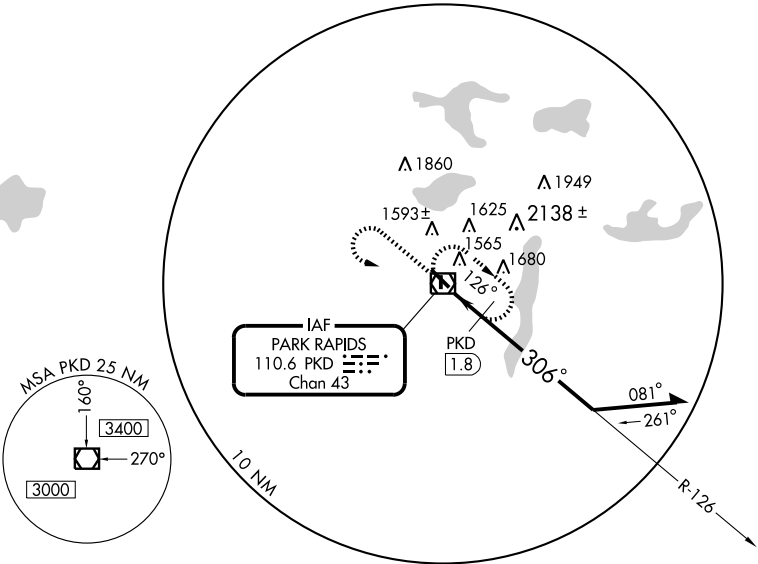 1860
1949
1593±
1625
2138 ±
1565
1680
126°
IAF
PARK RAPIDS
110.6 PKD
Chan 43
PKD
1.8
306°
081°
261°
R-126
MSA PKD 25 NM
160°
3400
270°
3000
10 NM